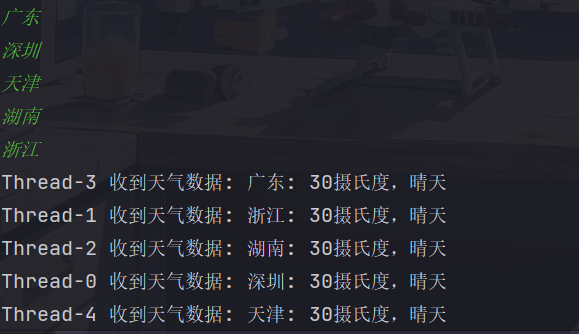 广东
深圳
天津
湖南
浙江
Thread-3 收到天气数据: 广东: 30摄氏度，晴天
Thread-1 收到天气数据: 浙江: 30摄氏度，晴天
Thread-2 收到天气数据: 湖南: 30摄氏度，晴天
Thread-0 收到天气数据: 深圳: 30摄氏度，晴天
Thread-4 收到天气数据: 天津: 30摄氏度，晴天